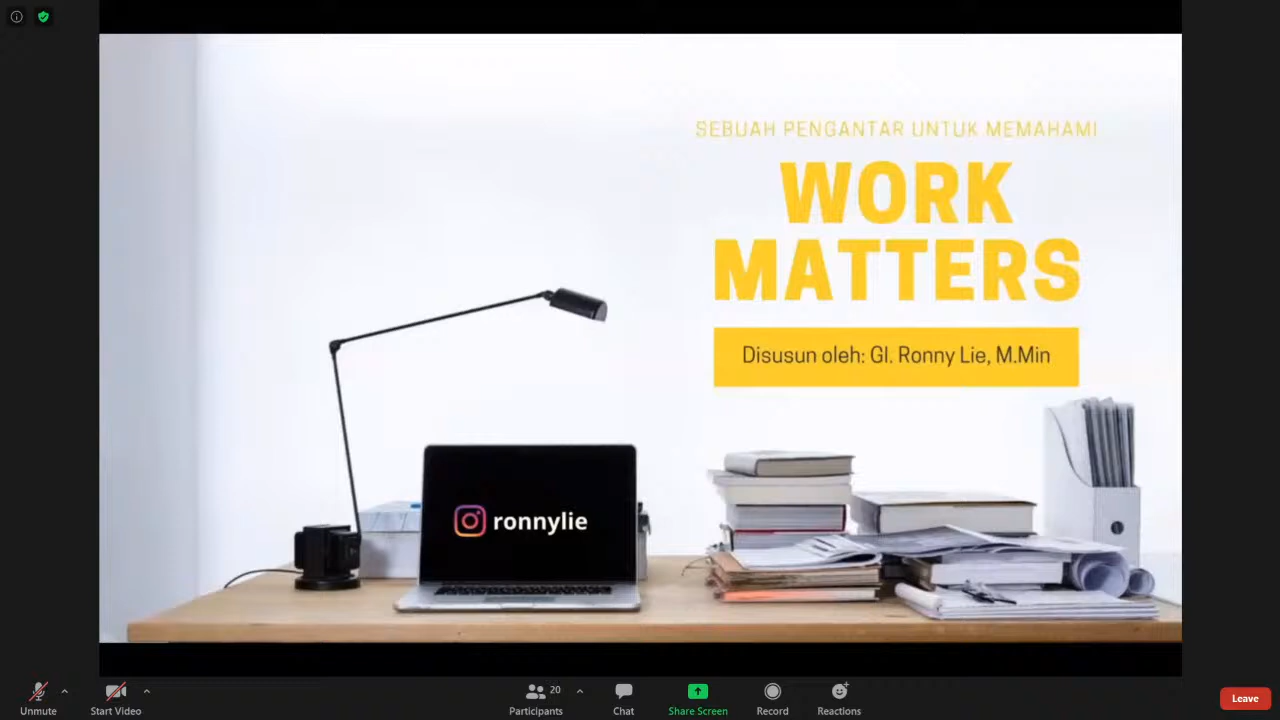 SEBUAH PENGANTAR UNTUK MEMAHAMI
WORK
MATTERS
Disusun oleh: GI. Ronny Lie, M.Min
ronnylie
Unmute
Start Video
20
Participants
Chat
Share Screen
Record
Reactions
Leave